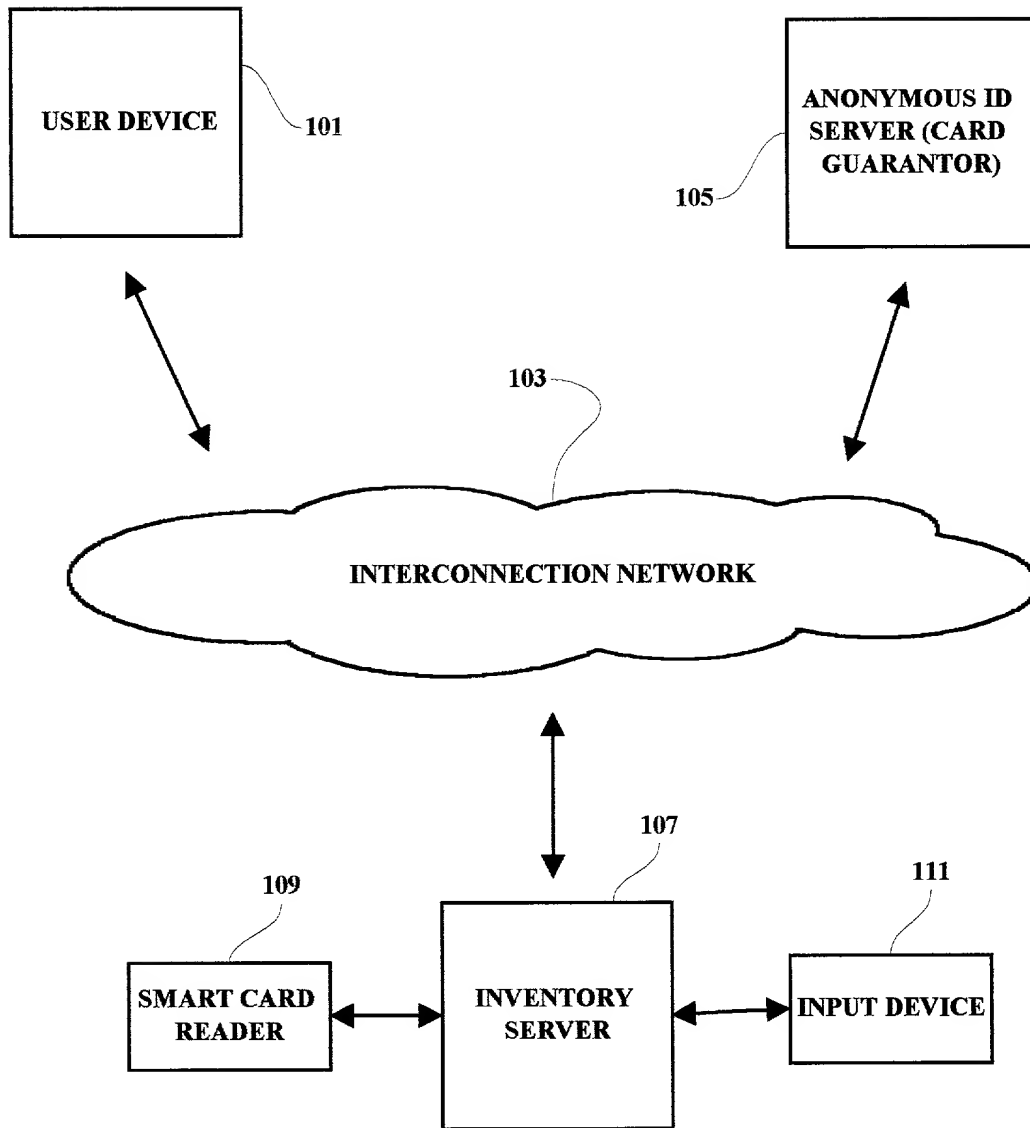 USER DEVICE
101
ANONYMOUS ID
SERVER (CARD
GUARANTOR)
105
103
INTERCONNECTION NETWORK
107
109
111
SMART CARD
READER
INVENTORY
SERVER
INPUT DEVICE